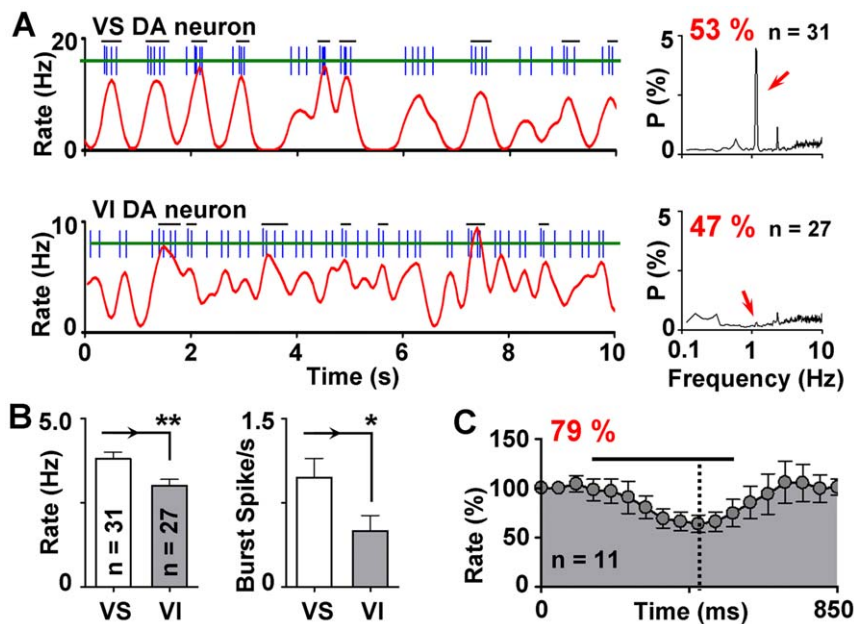 A
VS DA neuron
53 % n = 31
Rate (Hz)
20
0
P (%)
5
0
VI DA neuron
47 % n = 27
Rate (Hz)
10
0
P (%)
5
0
0 2 4 6 8 10
Time (s)
0.1 1 10
Frequency (Hz)
B
Rate (Hz)
5.0
0
**
n = 31
n = 27
VS VI
Burst Spike/s
1.5
0
*
VS VI
C
79 %
Rate (%)
150
100
50
0
n = 11
0 Time (ms) 850